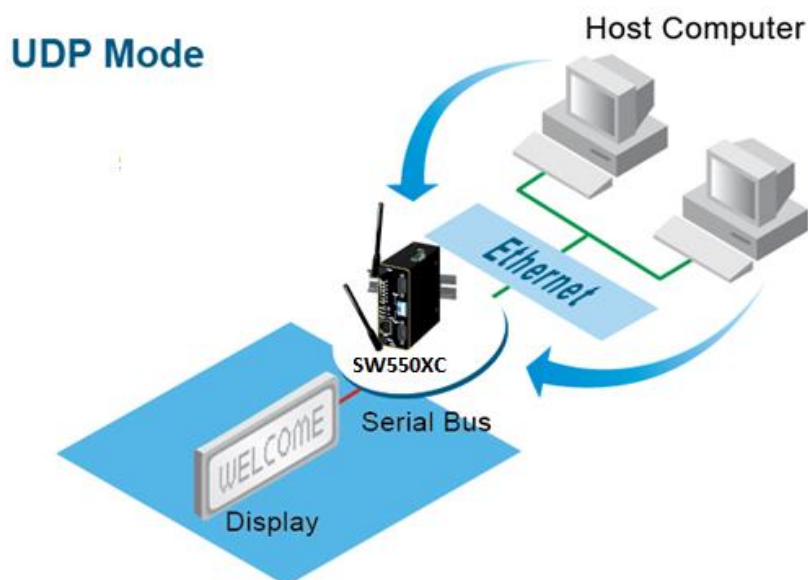 Host Computer
UDP Mode
Ethernet
SW550XC
Serial Bus
WELCOME
Display